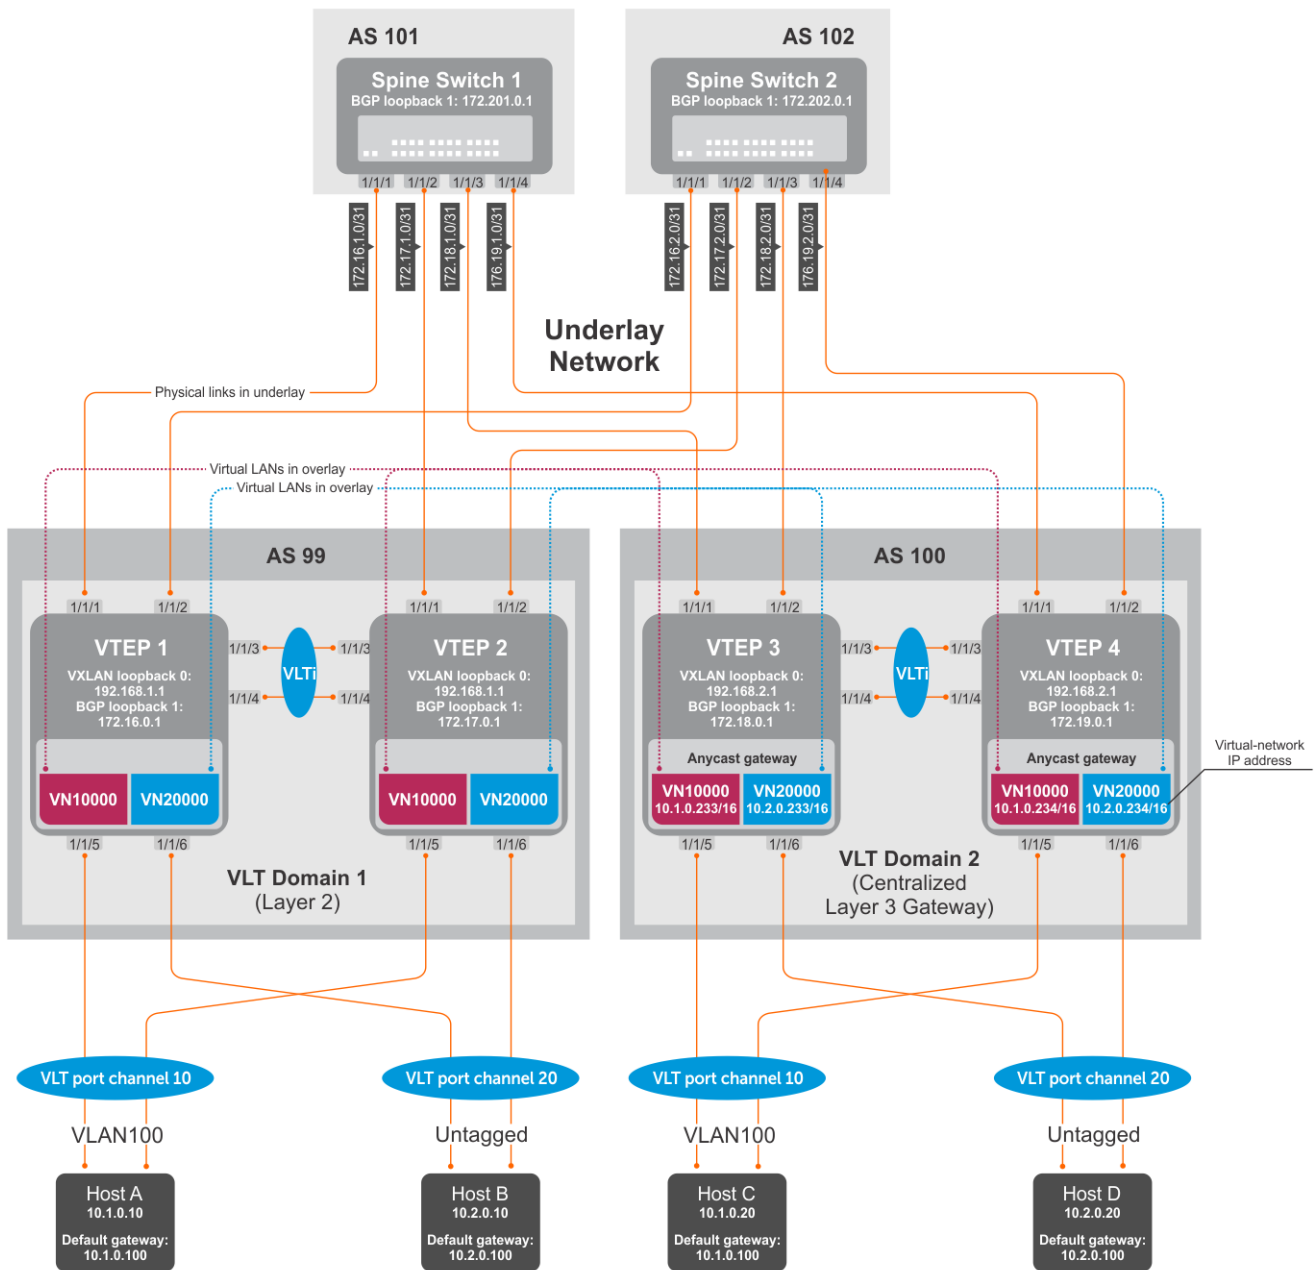 AS 101
AS 102
Spine Switch 1
BGP loopback 1: 172.201.0.1
Spine Switch 2
BGP loopback 1: 172.202.0.1
1/1/1
1/1/2
1/1/3
1/1/4
1/1/1
1/1/2
1/1/3
1/1/4
172.16.1.0/31
172.17.1.0/31
172.18.1.0/31
176.19.1.0/31
172.16.2.0/31
172.17.2.0/31
172.18.2.0/31
176.19.2.0/31
Underlay
Network
Physical links in underlay
Virtual LANs in overlay
Virtual LANs in overlay
AS 99
AS 100
1/1/1
1/1/2
1/1/1
1/1/2
1/1/1
1/1/2
1/1/1
1/1/2
VTEP 1
VXLAN loopback 0:
192.168.1.1
BGP loopback 1:
172.16.0.1
1/1/3
1/1/4
VLTi
1/1/3
1/1/4
VTEP 2
VXLAN loopback 0:
192.168.1.1
BGP loopback 1:
172.17.0.1
VTEP 3
VXLAN loopback 0:
192.168.2.1
BGP loopback 1:
172.18.0.1
1/1/3
1/1/4
VLTi
1/1/3
1/1/4
VTEP 4
VXLAN loopback 0:
192.168.2.1
BGP loopback 1:
172.19.0.1
Anycast gateway
Anycast gateway
Virtual-network
IP address
VN10000
VN20000
VN10000
VN20000
VN10000
10.1.0.233/16
VN20000
10.2.0.233/16
VN10000
10.1.0.234/16
VN20000
10.2.0.234/16
1/1/5
1/1/6
1/1/5
1/1/6
1/1/5
1/1/6
1/1/5
1/1/6
VLT Domain 1
(Layer 2)
VLT Domain 2
(Centralized
Layer 3 Gateway)
VLT port channel 10
VLT port channel 20
VLT port channel 10
VLT port channel 20
VLAN100
Untagged
VLAN100
Untagged
Host A
10.1.0.10
Default gateway:
10.1.0.100
Host B
10.2.0.10
Default gateway:
10.2.0.100
Host C
10.1.0.20
Default gateway:
10.1.0.100
Host D
10.2.0.20
Default gateway:
10.2.0.100